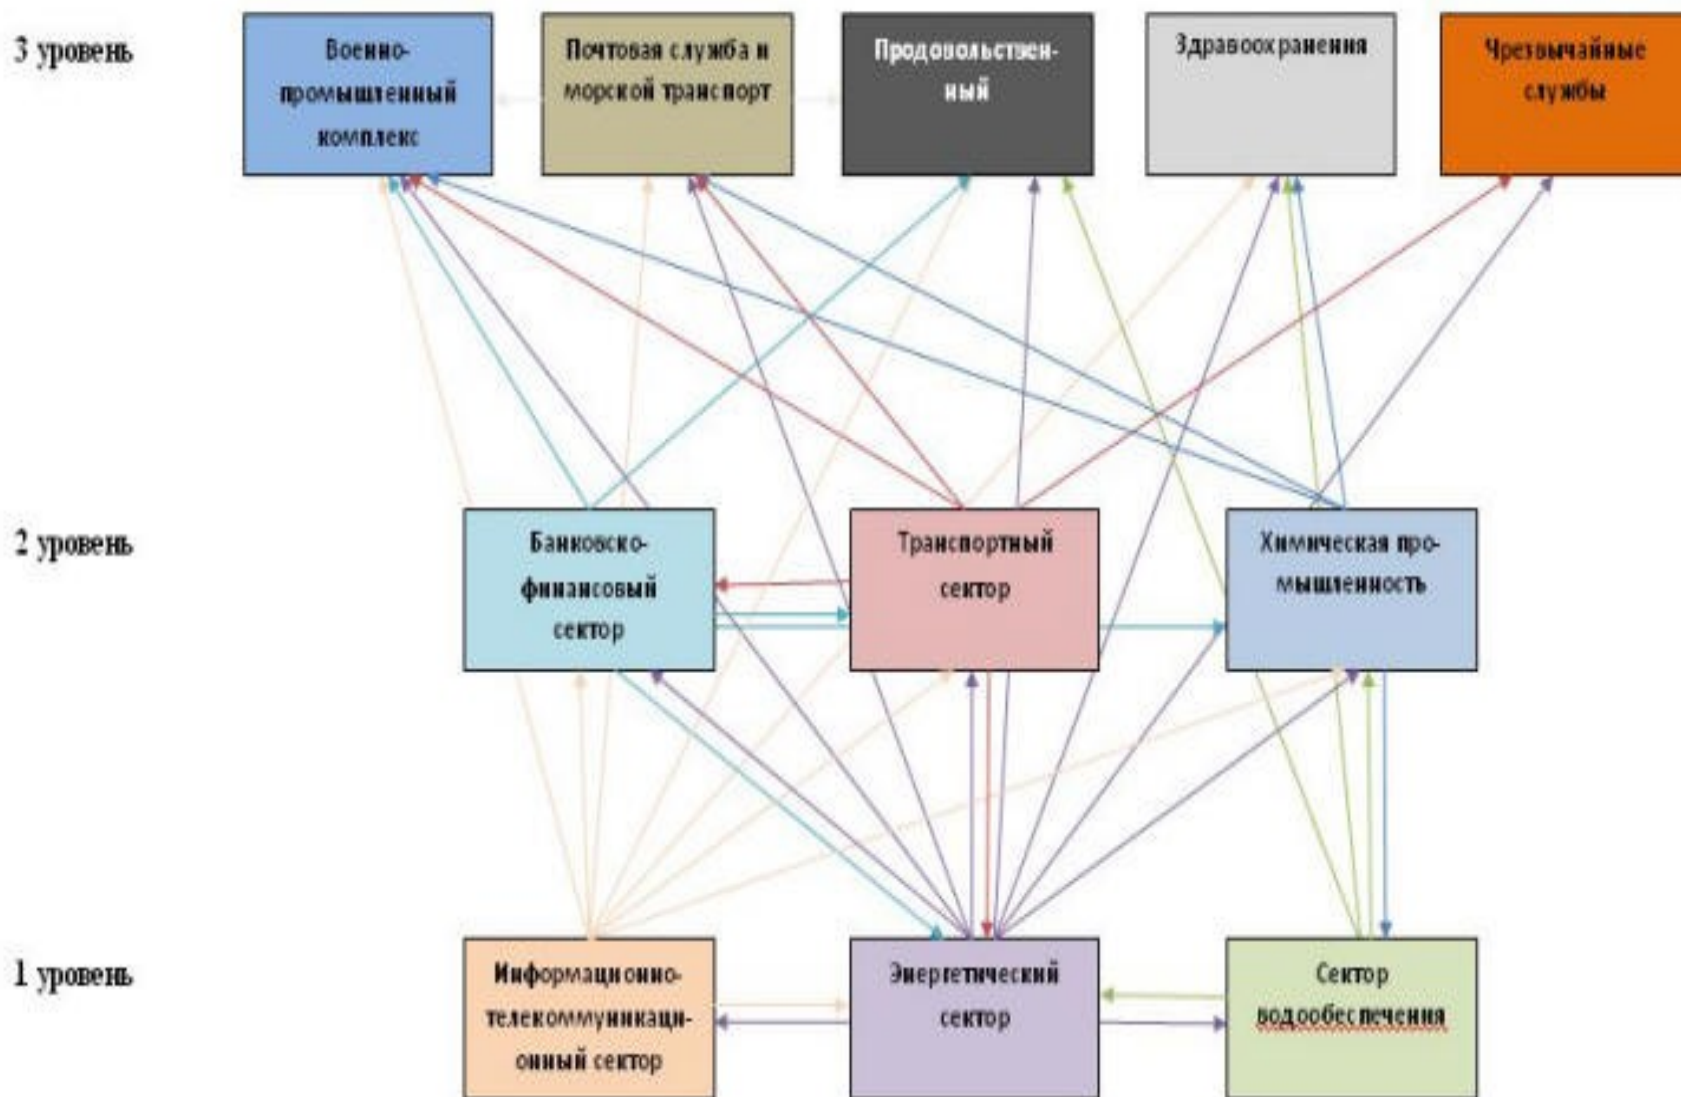 3 уровень
Военно-
промышленный
комплекс
Почтовая служба и
морской транспорт
Продовольствен-
ный
Здравоохранения
Чрезвычайные
службы
2 уровень
Банковско-
финансовый
сектор
Транспортный
сектор
Химическая про-
мышленность
1 уровень
Информационно-
телекоммуникаци-
онный сектор
Энергетический
сектор
Сектор
водообеспечения